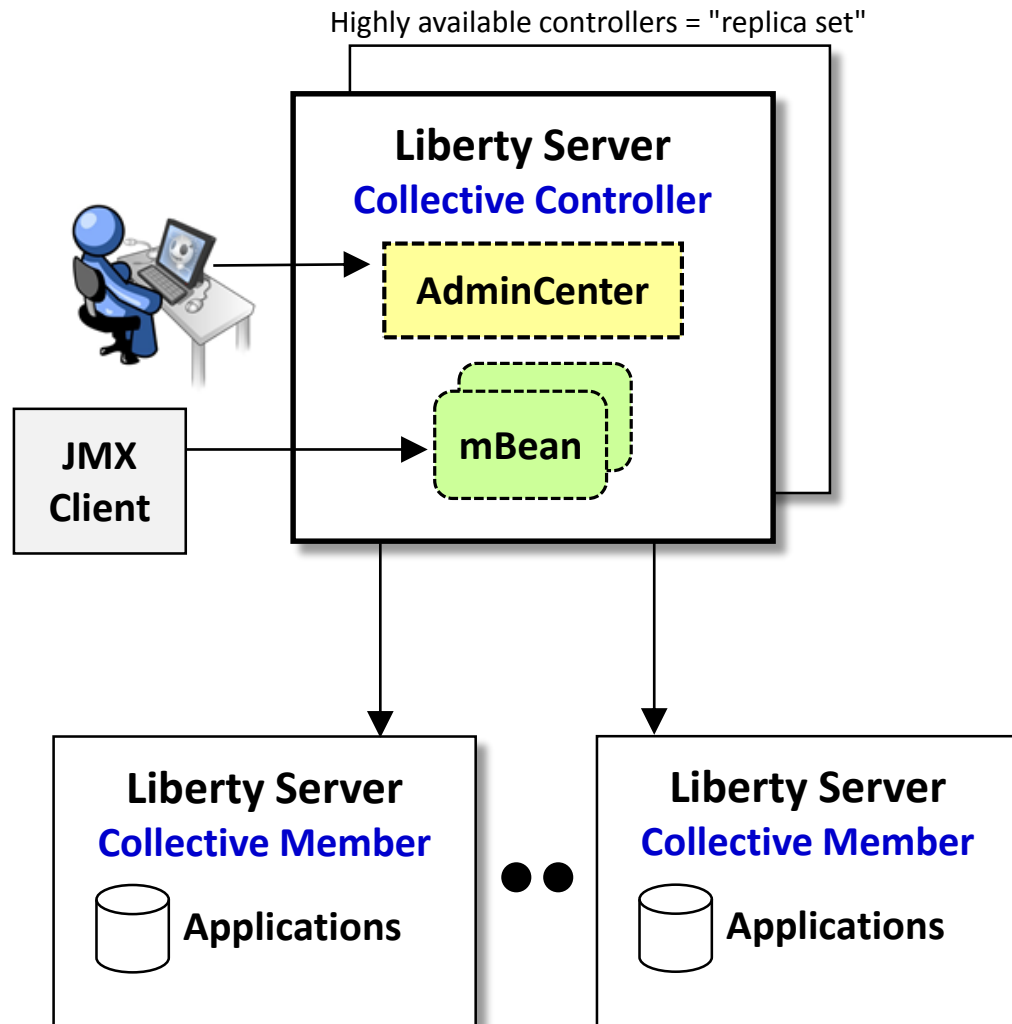 Highly available controllers = "replica set"
Liberty Server
Collective Controller
AdminCenter
mBean
JMX
Client
Liberty Server
Collective Member
Applications
Liberty Server
Collective Member
Applications